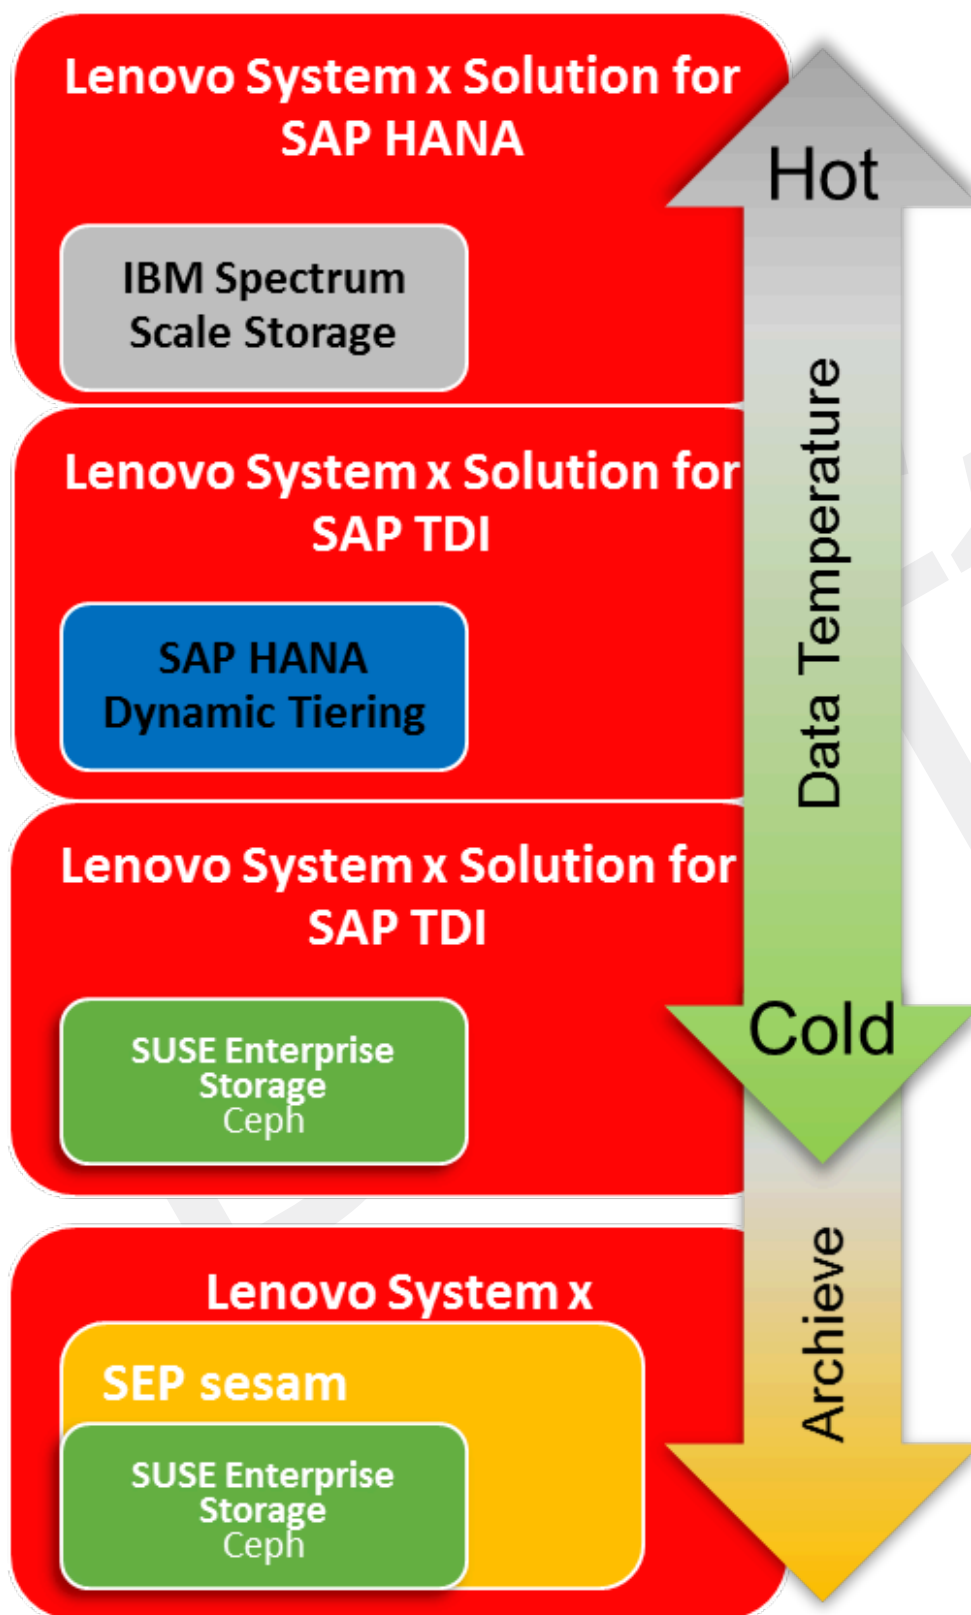 Lenovo System x Solution for
SAP HANA
Hot
IBM Spectrum
Scale Storage
Data Temperature
Lenovo System x Solution for
SAP TDI
SAP HANA
Dynamic Tiering
Lenovo System x Solution for
SAP TDI
Cold
SUSE Enterprise
Storage
Ceph
Archieve
Lenovo System x
SEP sesam
SUSE Enterprise
Storage
Ceph